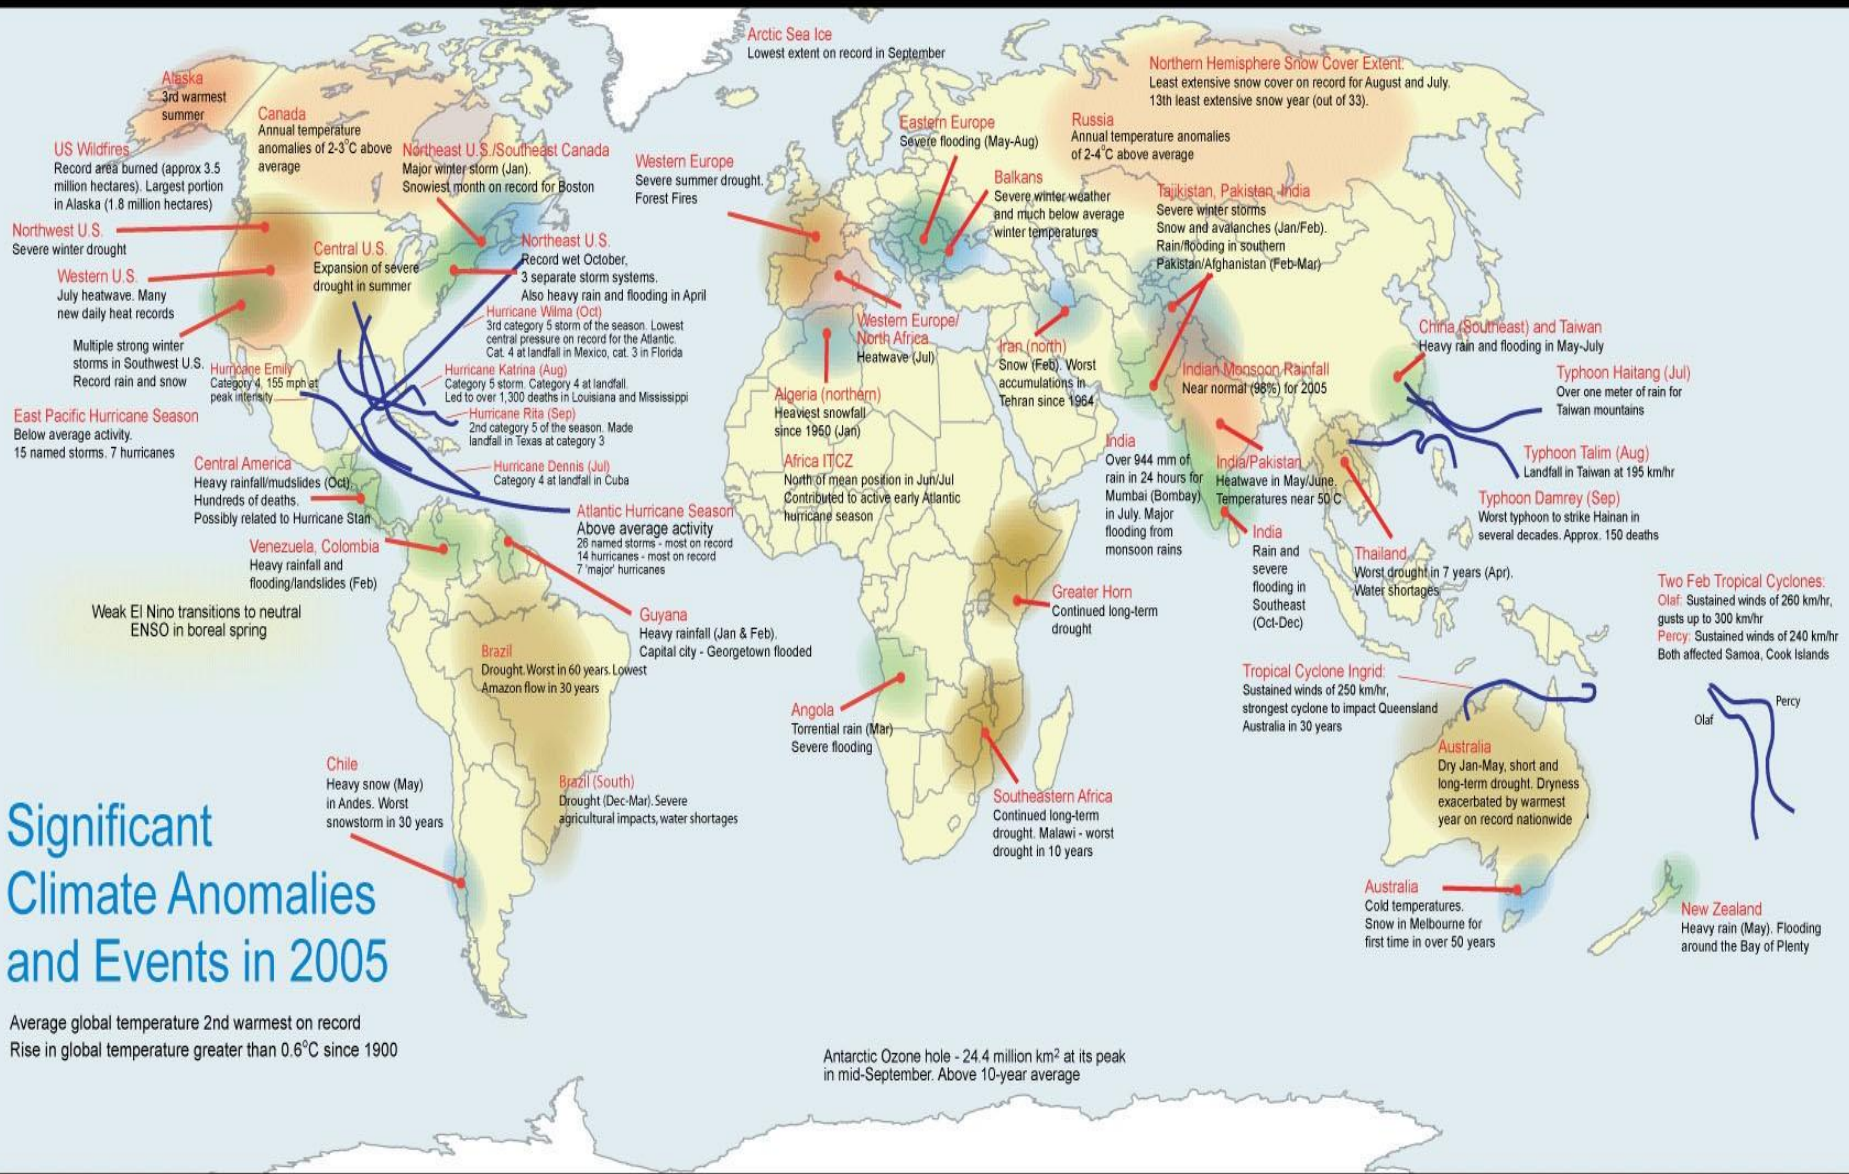 Arctic Sea Ice
Lowest extent on record in September
Northern Hemisphere Snow Cover Extent:
Least extensive snow cover on record for August and July.
13th least extensive snow year (out of 33).
Alaska
3rd warmest
summer
Canada
Annual temperature
anomalies of 2-3°C above
average
US Wildfires
Record area burned (approx 3.5
million hectares). Largest portion
in Alaska (1.8 million hectares)
Northeast U.S./Southeast Canada
Major winter storm (Jan).
Snowiest month on record for Boston
Western Europe
Severe summer drought.
Forest Fires
Eastern Europe
Severe flooding (May-Aug)
Russia
Annual temperature anomalies
of 2-4°C above average
Balkans
Severe winter weather
and much below average
winter temperatures
Tajikistan, Pakistan, India
Severe winter storms
Snow and avalanches (Jan/Feb).
Rain/flooding in southern
Pakistan/Afghanistan (Feb-Mar)
Northwest U.S.
Severe winter drought
Western U.S.
July heatwave. Many
new daily heat records
Central U.S.
Expansion of severe
drought in summer
Northeast U.S.
Record wet October,
3 separate storm systems.
Also heavy rain and flooding in April
Multiple strong winter
storms in Southwest U.S.
Record rain and snow
Hurricane Wilma (Oct)
3rd category 5 storm of the season. Lowest
central pressure on record for the Atlantic.
Cat. 4 at landfall in Mexico, cat. 3 in Florida
Hurricane Emily
Category 4, 155 mph at
peak intensity
Hurricane Katrina (Aug)
Category 5 storm. Category 4 at landfall.
Led to over 1,300 deaths in Louisiana and Mississippi
Hurricane Rita (Sep)
2nd category 5 of the season. Made
landfall in Texas at category 3
Hurricane Dennis (Jul)
Category 4 at landfall in Cuba
East Pacific Hurricane Season
Below average activity.
15 named storms. 7 hurricanes
Central America
Heavy rainfall/mudslides (Oct).
Hundreds of deaths.
Possibly related to Hurricane Stan
Atlantic Hurricane Season
Above average activity
26 named storms - most on record
14 hurricanes - most on record
7 'major' hurricanes
Venezuela, Colombia
Heavy rainfall and
flooding/landslides (Feb)
Weak El Nino transitions to neutral
ENSO in boreal spring
Guyana
Heavy rainfall (Jan & Feb).
Capital city - Georgetown flooded
Brazil
Drought. Worst in 60 years. Lowest
Amazon flow in 30 years
Brazil (South)
Drought (Dec-Mar). Severe
agricultural impacts, water shortages
Chile
Heavy snow (May)
in Andes. Worst
snowstorm in 30 years
Western Europe/
North Africa
Heatwave (Jul)
Algeria (northern)
Heaviest snowfall
since 1950 (Jan)
Africa ITCZ
North of mean position in Jun/Jul
Contributed to active early Atlantic
hurricane season
Iran (north)
Snow (Feb). Worst
accumulations in
Tehran since 1964
Indian Monsoon Rainfall
Near normal (98%) for 2005
India
Over 944 mm of
rain in 24 hours for
Mumbai (Bombay)
in July. Major
flooding from
monsoon rains
India/Pakistan
Heatwave in May/June.
Temperatures near 50 C
India
Rain and
severe
flooding in
Southeast
(Oct-Dec)
China (Southeast) and Taiwan
Heavy rain and flooding in May-July
Typhoon Haitang (Jul)
Over one meter of rain for
Taiwan mountains
Typhoon Talim (Aug)
Landfall in Taiwan at 195 km/hr
Typhoon Damrey (Sep)
Worst typhoon to strike Hainan in
several decades. Approx. 150 deaths
Thailand
Worst drought in 7 years (Apr).
Water shortages
Greater Horn
Continued long-term
drought
Angola
Torrential rain (Mar)
Severe flooding
Southeastern Africa
Continued long-term
drought. Malawi - worst
drought in 10 years
Two Feb Tropical Cyclones:
Olaf: Sustained winds of 260 km/hr,
gusts up to 300 km/hr
Percy: Sustained winds of 240 km/hr
Both affected Samoa, Cook Islands
Percy
Olaf
Tropical Cyclone Ingrid:
Sustained winds of 250 km/hr,
strongest cyclone to impact Queensland
Australia in 30 years
Australia
Dry Jan-May, short and
long-term drought. Dryness
exacerbated by warmest
year on record nationwide
Australia
Cold temperatures.
Snow in Melbourne for
first time in over 50 years
New Zealand
Heavy rain (May). Flooding
around the Bay of Plenty
Significant
Climate Anomalies
and Events in 2005
Average global temperature 2nd warmest on record
Rise in global temperature greater than 0.6°C since 1900
Antarctic Ozone hole - 24.4 million km² at its peak
in mid-September. Above 10-year average